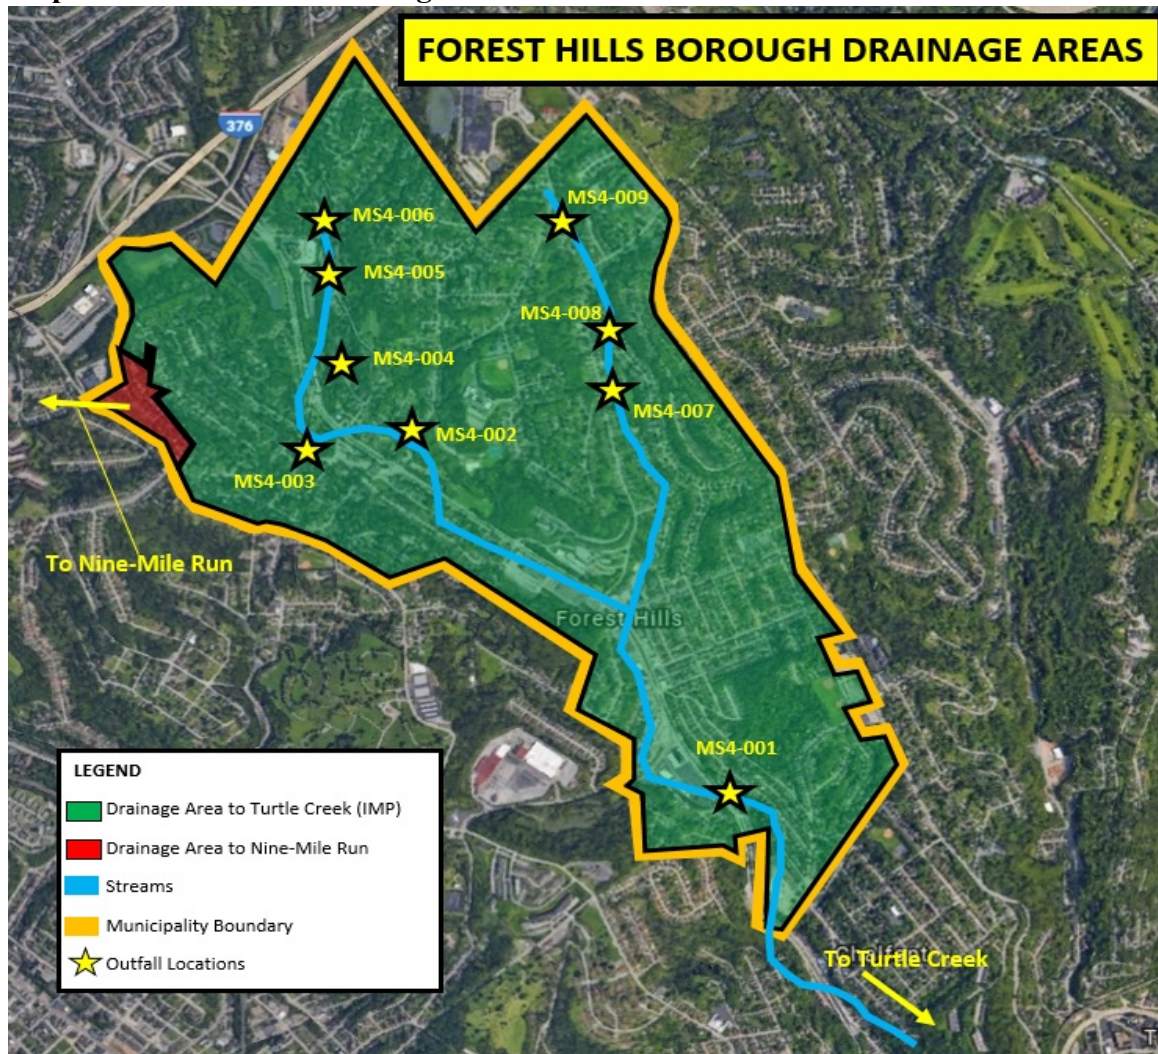 FOREST HILLS BOROUGH DRAINAGE AREAS
376
MS4-009
MS4-006
MS4-005
MS4-008
MS4-004
MS4-007
MS4-002
MS4-003
To Nine-Mile Run
Forest Hills
MS4-001
LEGEND
Drainage Area to Turtle Creek (IMP)
Drainage Area to Nine-Mile Run
Streams
Municipality Boundary
Outfall Locations
Chalfant
To Turtle Creek